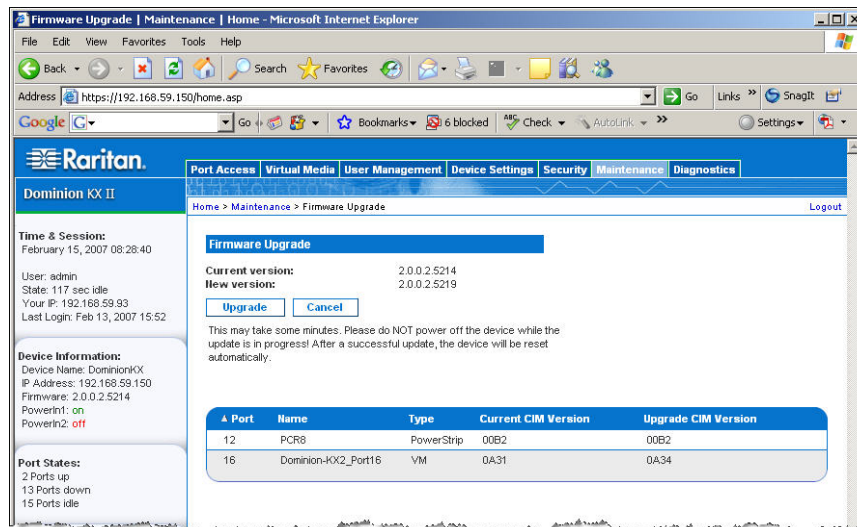 Firmware Upgrade | Maintenance | Home - Microsoft Internet Explorer
File Edit View Favorites Tools Help
Back Search Favorites
Address https://192.168.59.150/home.asp Go Links » SnagIt
Google G Go Bookmarks 6 blocked ABC Check AutoLink » Settings
Raritan.
Dominion KX II
Port Access Virtual Media User Management Device Settings Security Maintenance Diagnostics
Home > Maintenance > Firmware Upgrade Logout
Time & Session:
February 15, 2007 08:28:40
User: admin
State: 117 sec idle
Your IP: 192.168.59.93
Last Login: Feb 13, 2007 15:52
Device Information:
Device Name: DominionKX
IP Address: 192.168.59.150
Firmware: 2.0.0.2.5214
PowerIn1: on
PowerIn2: off
Port States:
2 Ports up
13 Ports down
15 Ports idle
Firmware Upgrade
Current version: 2.0.0.2.5214
New version: 2.0.0.2.5219
Upgrade Cancel
This may take some minutes. Please do NOT power off the device while the
update is in progress! After a successful update, the device will be reset
automatically.
▲ Port Name Type Current CIM Version Upgrade CIM Version
12 PCR8 PowerStrip 00B2 00B2
16 Dominion-KX2_Port16 VM 0A31 0A34